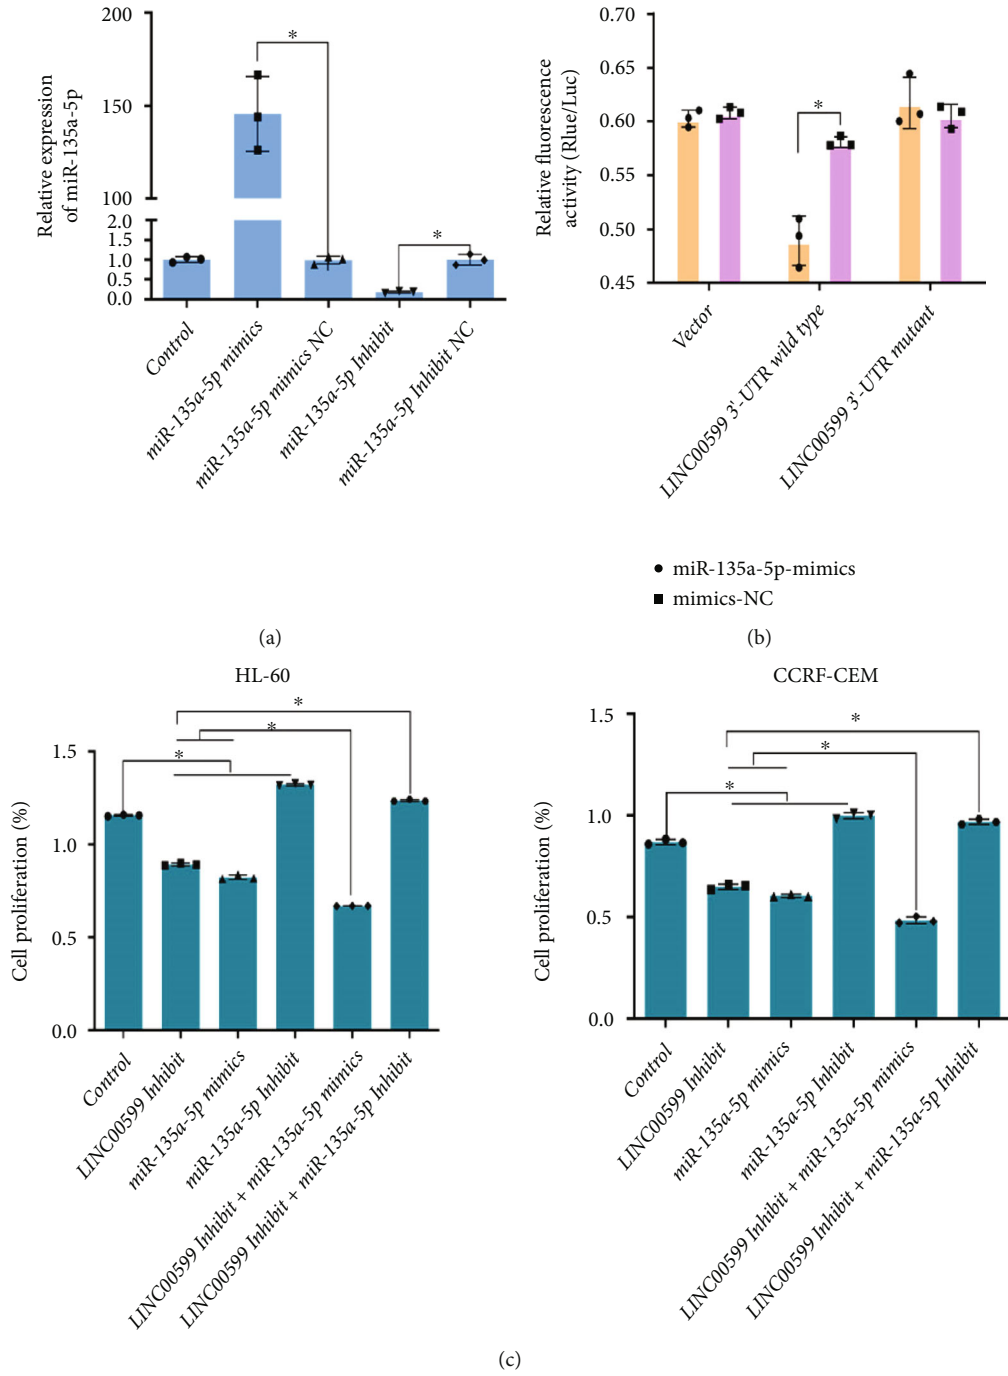 Relative expression
of miR-135a-5p
200
150
100
2.0
1.5
1.0
0.5
0.0
*
*
Control
miR-135a-5p mimics
miR-135a-5p mimics NC
miR-135a-5p Inhibit
miR-135a-5p Inhibit NC
(a)
Relative fluorescence
activity (Rlue/Luc)
0.70
0.65
0.60
0.55
0.50
0.45
*
Vector
LINC00599 3'-UTR wild type
LINC00599 3'-UTR mutant
miR-135a-5p-mimics
mimics-NC
(b)
HL-60
Cell proliferation (%)
1.5
1.0
0.5
0.0
*
*
*
Control
LINC00599 Inhibit
miR-135a-5p mimics
miR-135a-5p Inhibit
LINC00599 Inhibit + miR-135a-5p mimics
LINC00599 Inhibit + miR-135a-5p Inhibit
CCRF-CEM
Cell proliferation (%)
1.5
1.0
0.5
0.0
*
*
*
Control
LINC00599 Inhibit
miR-135a-5p mimics
miR-135a-5p Inhibit
LINC00599 Inhibit + miR-135a-5p mimics
LINC00599 Inhibit + miR-135a-5p Inhibit
(c)